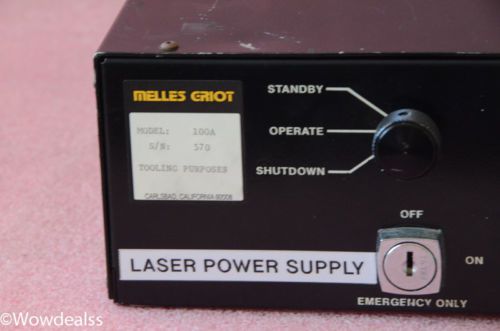 MELLES GRIOT
MODEL: 100A
S/N: 570
TOOLING PURPOSES
CARLSBAD, CALIFORNIA 92008
STANDBY
OPERATE
SHUTDOWN
OFF
ON
LASER POWER SUPPLY
EMERGENCY ONLY
©Wowdealss